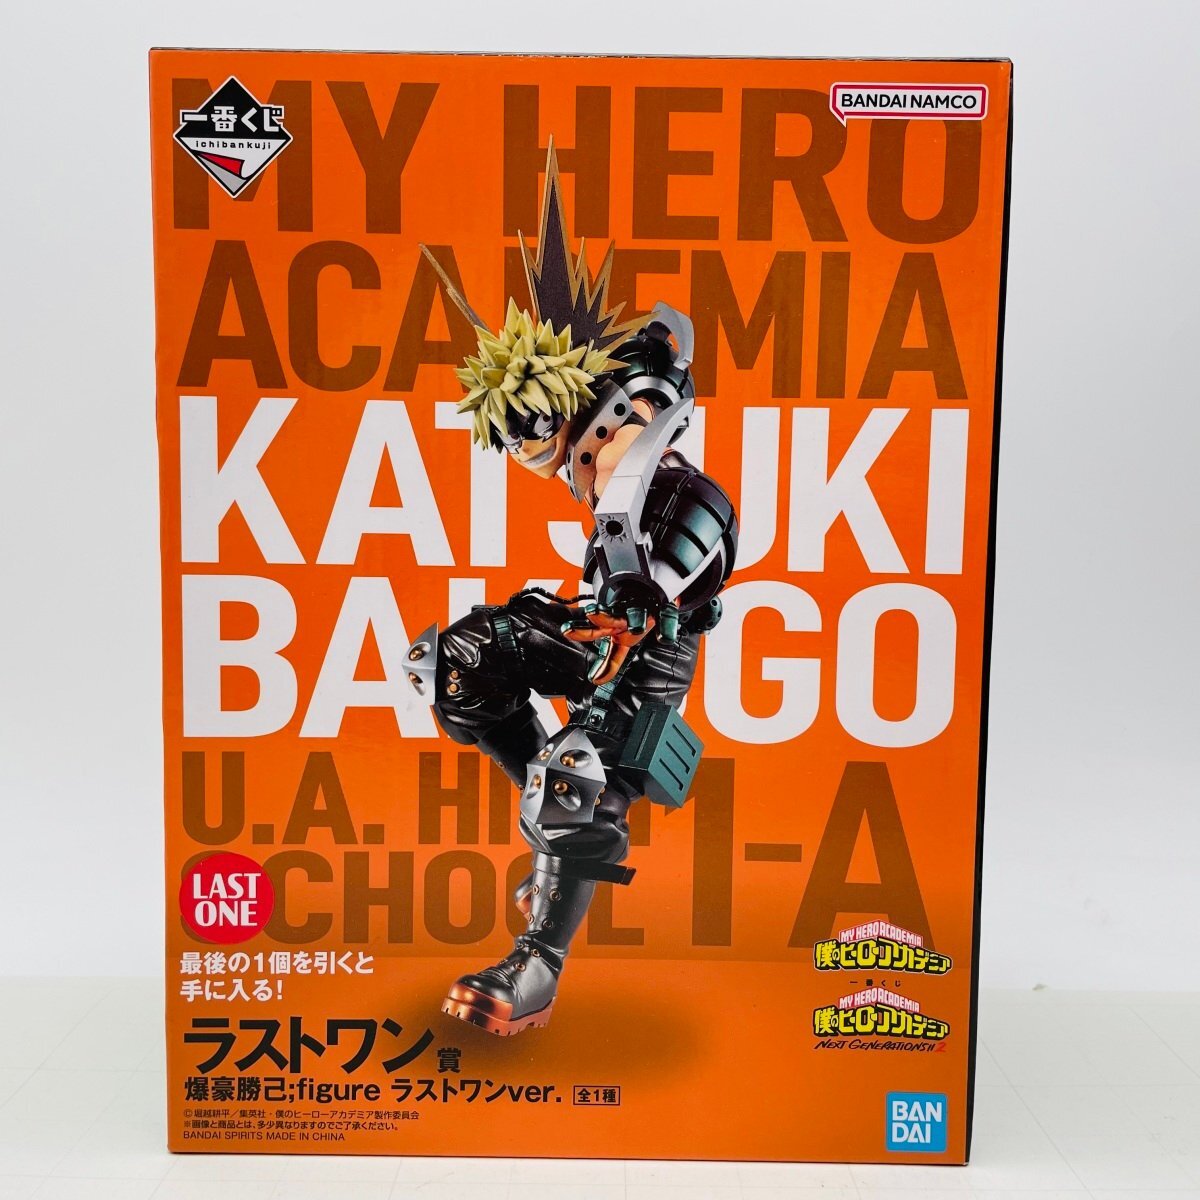 一番くじ
ichibankuji
BANDAI NAMCO
MY HERO
ACADEMIA
KATSUKI
BAKUGO
U.A. HIGH
SCHOOL 1-A
LAST
ONE
最後の1個を引くと
手に入る!
ラストワン賞
爆豪勝己;figure ラストワンver. 全1種
©堀越耕平／集英社・僕のヒーローアカデミア製作委員会
※画像と商品とは、多少異なりますのでご了承ください。
BANDAI SPIRITS MADE IN CHINA
MY HERO ACADEMIA
僕のヒーローアカデミア
一番くじ
MY HERO ACADEMIA
僕のヒーローアカデミア
NEXT GENERATIONS!! 2
BAN
DAI